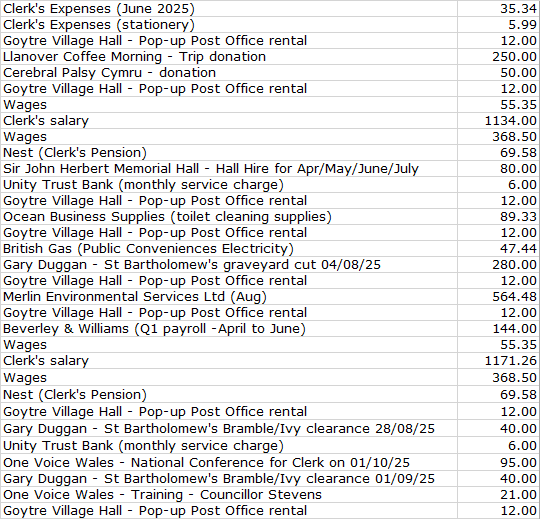 Clerk's Expenses (June 2025) 35.34
Clerk's Expenses (stationery) 5.99
Goytre Village Hall - Pop-up Post Office rental 12.00
Llanover Coffee Morning - Trip donation 250.00
Cerebral Palsy Cymru - donation 50.00
Goytre Village Hall - Pop-up Post Office rental 12.00
Wages 55.35
Clerk's salary 1134.00
Wages 368.50
Nest (Clerk's Pension) 69.58
Sir John Herbert Memorial Hall - Hall Hire for Apr/May/June/July 80.00
Unity Trust Bank (monthly service charge) 6.00
Goytre Village Hall - Pop-up Post Office rental 12.00
Ocean Business Supplies (toilet cleaning supplies) 89.33
Goytre Village Hall - Pop-up Post Office rental 12.00
British Gas (Public Conveniences Electricity) 47.44
Gary Duggan - St Bartholomew's graveyard cut 04/08/25 280.00
Goytre Village Hall - Pop-up Post Office rental 12.00
Merlin Environmental Services Ltd (Aug) 564.48
Goytre Village Hall - Pop-up Post Office rental 12.00
Beverley & Williams (Q1 payroll -April to June) 144.00
Wages 55.35
Clerk's salary 1171.26
Wages 368.50
Nest (Clerk's Pension) 69.58
Goytre Village Hall - Pop-up Post Office rental 12.00
Gary Duggan - St Bartholomew's Bramble/Ivy clearance 28/08/25 40.00
Unity Trust Bank (monthly service charge) 6.00
One Voice Wales - National Conference for Clerk on 01/10/25 95.00
Gary Duggan - St Bartholomew's Bramble/Ivy clearance 01/09/25 40.00
One Voice Wales - Training - Councillor Stevens 21.00
Goytre Village Hall - Pop-up Post Office rental 12.00